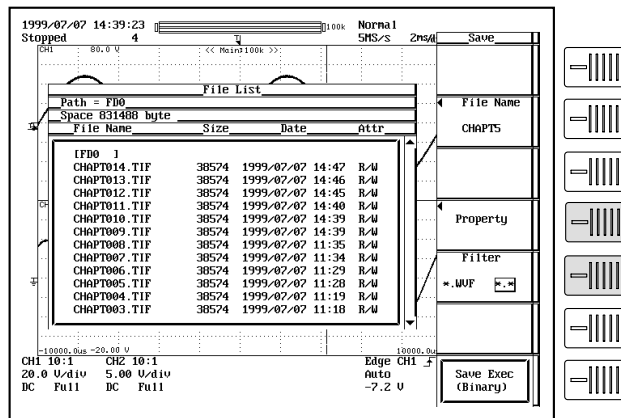 1999/07/07 14:39:23 100k Normal
Stopped 4 5MS/s 2ms/d
Save
CH1 80.0 V << Main:100k >>
File List
Path = FD0
Space 831488 byte
File Name Size Date Attr
[FD0 ]
CHAPT014.TIF 38574 1999/07/07 14:47 R/W
CHAPT013.TIF 38574 1999/07/07 14:46 R/W
CHAPT012.TIF 38574 1999/07/07 14:45 R/W
CHAPT011.TIF 38574 1999/07/07 14:40 R/W
CHAPT010.TIF 38574 1999/07/07 14:39 R/W
CHAPT009.TIF 38574 1999/07/07 14:39 R/W
CHAPT008.TIF 38574 1999/07/07 11:35 R/W
CHAPT007.TIF 38574 1999/07/07 11:34 R/W
CHAPT006.TIF 38574 1999/07/07 11:29 R/W
CHAPT005.TIF 38574 1999/07/07 11:28 R/W
CHAPT004.TIF 38574 1999/07/07 11:19 R/W
CHAPT003.TIF 38574 1999/07/07 11:18 R/W
CH
-10000.0us -20.00 V 10000.0u
CH1 10:1 CH2 10:1 Edge CH1
20.0 V/div 5.00 V/div Auto
DC Full DC Full -7.2 V
File Name
CHAPT5
Property
Filter
*.WVF *.*
Save Exec
(Binary)